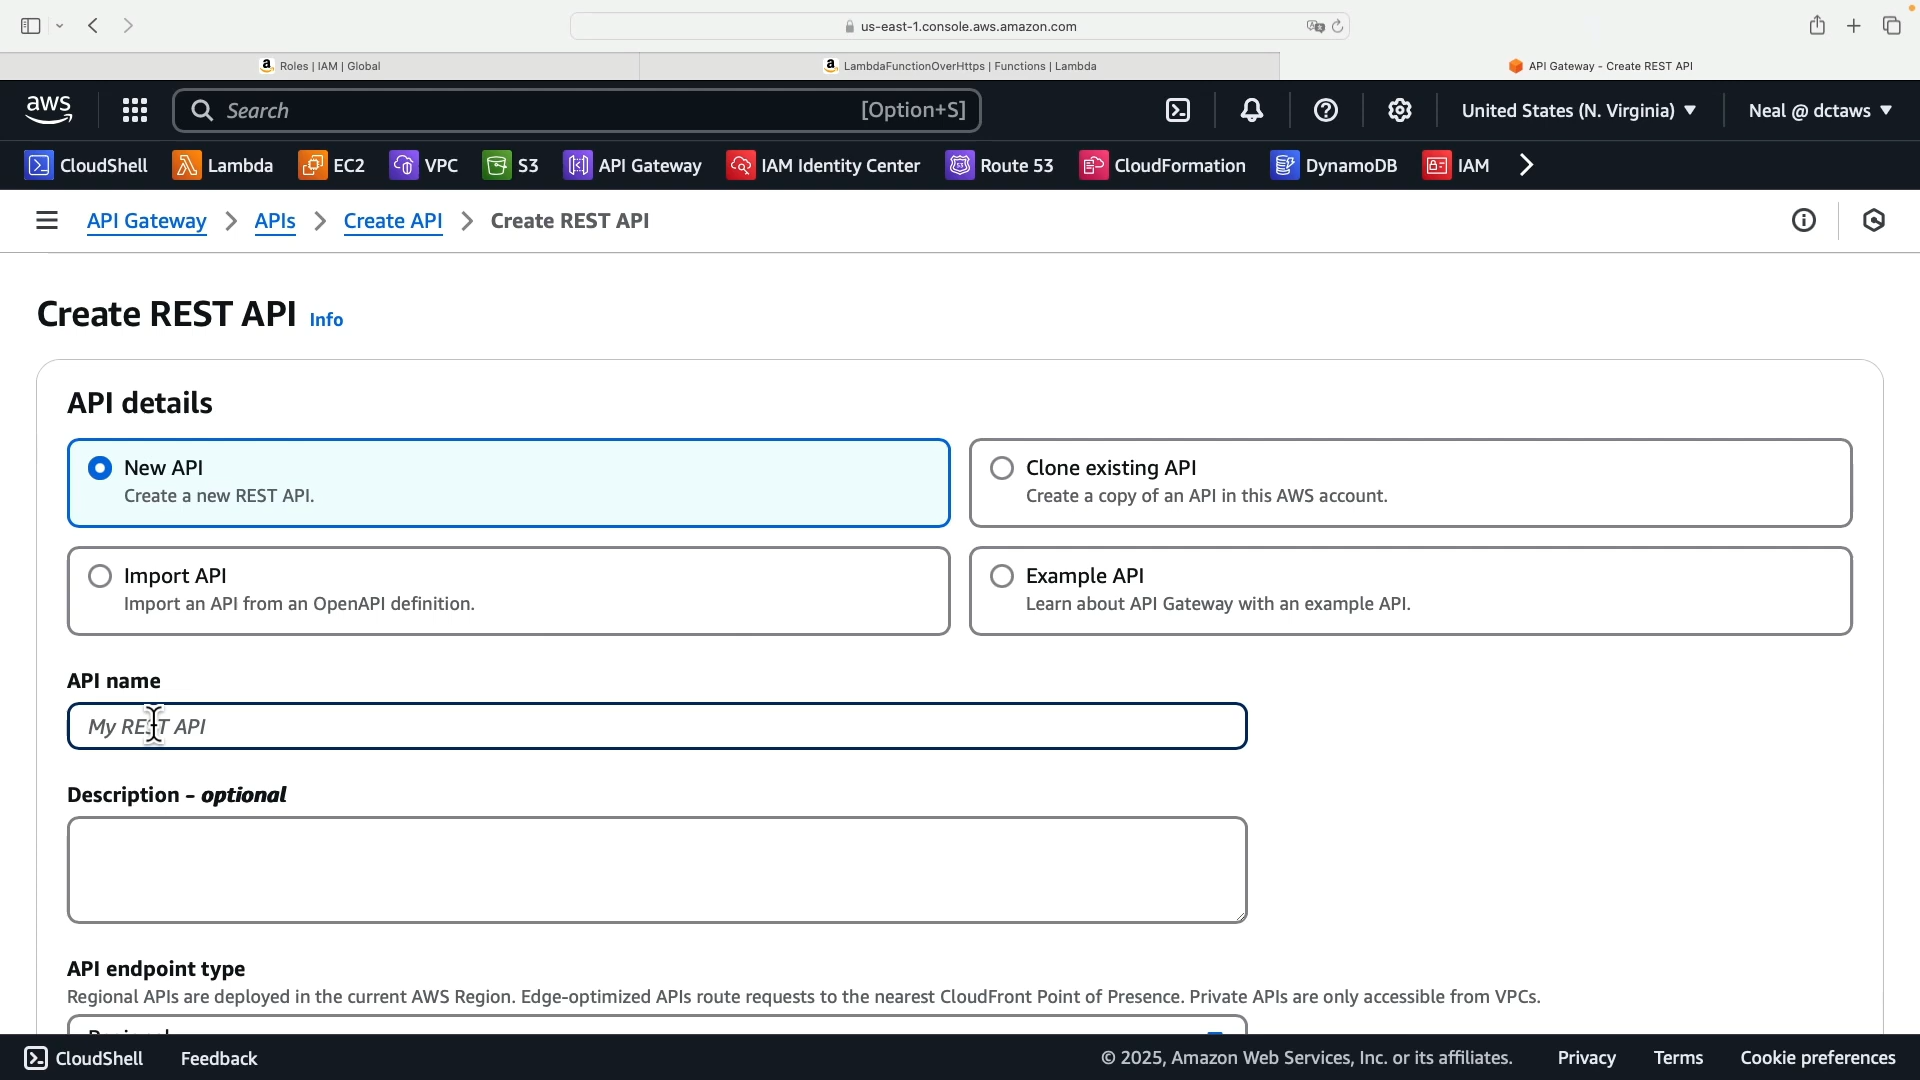 us-east-1.console.aws.amazon.com
Roles | IAM | Global
LambdaFunctionOverHttps | Functions | Lambda
API Gateway - Create REST API
aws
Search
[Option+S]
United States (N. Virginia)
Neal @ dctaws
CloudShell
Lambda
EC2
VPC
S3
API Gateway
IAM Identity Center
Route 53
CloudFormation
DynamoDB
IAM
API Gateway
APIs
Create API
Create REST API
Create REST API Info
API details
New API
Create a new REST API.
Clone existing API
Create a copy of an API in this AWS account.
Import API
Import an API from an OpenAPI definition.
Example API
Learn about API Gateway with an example API.
API name
My REST API
Description - optional
API endpoint type
Regional APIs are deployed in the current AWS Region. Edge-optimized APIs route requests to the nearest CloudFront Point of Presence. Private APIs are only accessible from VPCs.
Regional
CloudShell
Feedback
© 2025, Amazon Web Services, Inc. or its affiliates.
Privacy
Terms
Cookie preferences